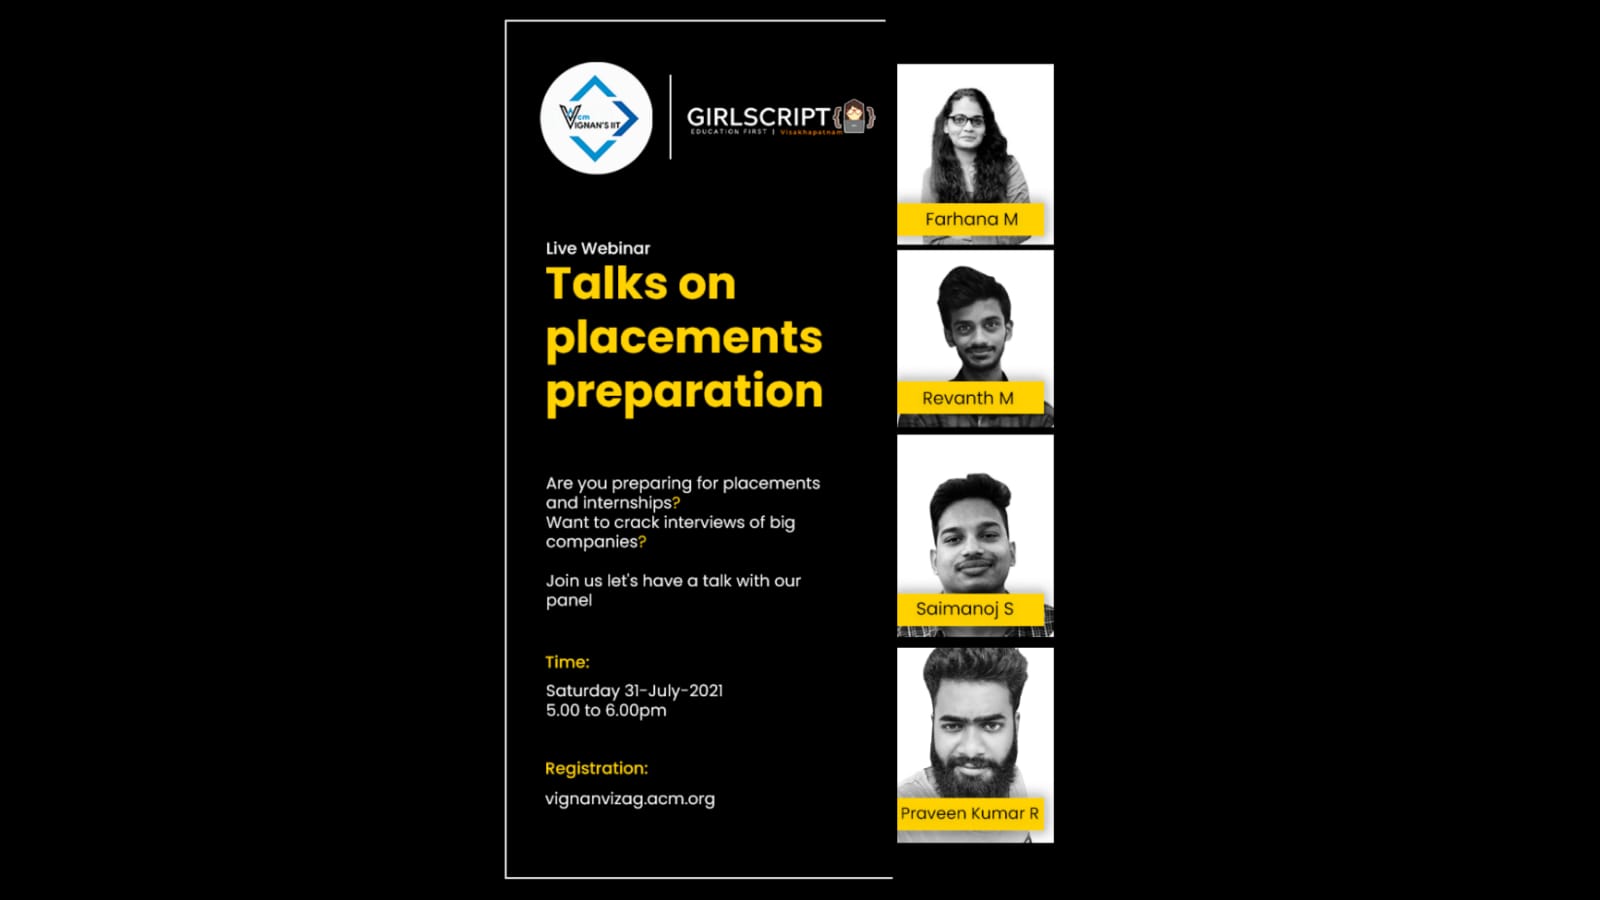 cm
VIGNAN'S IIT
GIRLSCRIPT
EDUCATION FIRST | Visakhapatnam
Live Webinar
Talks on
placements
preparation
Are you preparing for placements
and internships?
Want to crack interviews of big
companies?
Join us let's have a talk with our
panel
Time:
Saturday 31-July-2021
5.00 to 6.00pm
Registration:
vignanvizag.acm.org
Farhana M
Revanth M
Saimanoj S
Praveen Kumar R